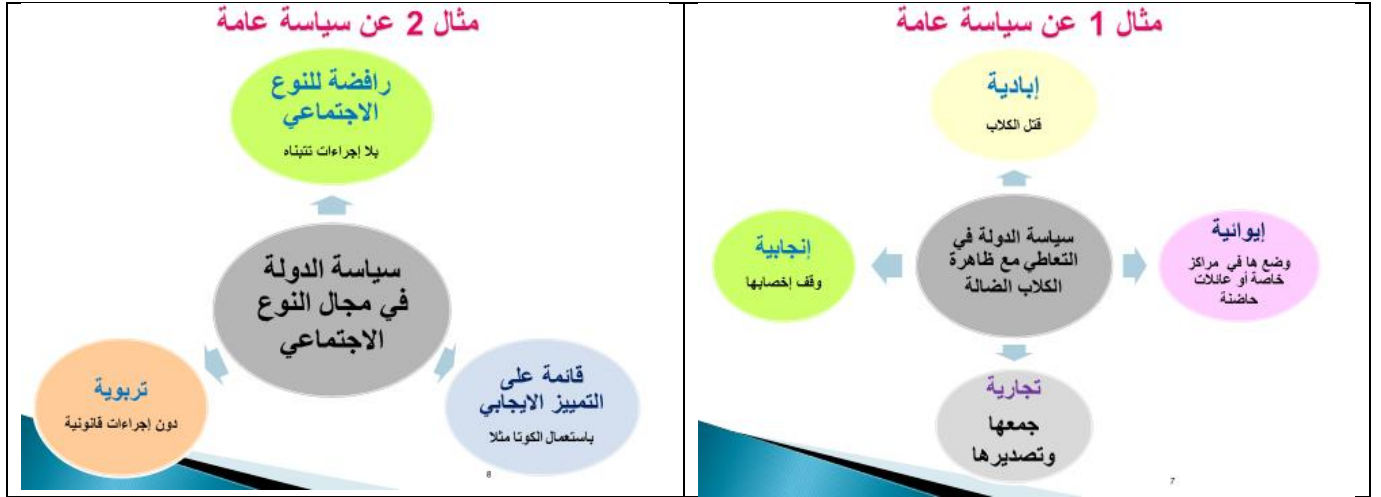 مثال 1 عن سياسة عامة
إبادية
قتل الكلاب
سياسة الدولة في
التعاطي مع ظاهرة
الكلاب الضالة
إيوائية
وضع ها في مراكز
خاصة أو عائلات
حاضنة
إنجابية
وقف إخصابها
تجارية
جمعها
وتصديرها
7
مثال 2 عن سياسة عامة
رافضة للنوع
الاجتماعي
بلا إجراءات تتبناه
سياسة الدولة
في مجال النوع
الاجتماعي
قائمة على
التمييز الايجابي
باستعمال الكوتا مثلا
تربوية
دون إجراءات قانونية
8